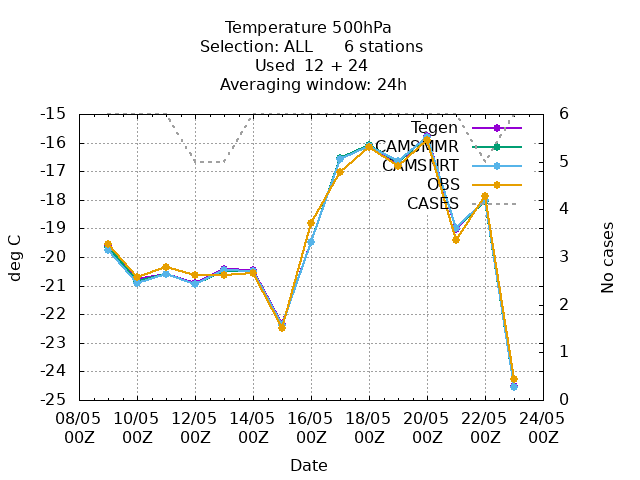 Temperature 500hPa
Selection: ALL 6 stations
Used 12 + 24
Averaging window: 24h
-15 -16 -17 -18 -19 -20 -21 -22 -23 -24 -25
deg C
Tegen
CAMSMMR
CAMSNRT
OBS
CASES
6 5 4 3 2 1 0
No cases
08/05 10/05 12/05 14/05 16/05 18/05 20/05 22/05 24/05
00Z 00Z 00Z 00Z 00Z 00Z 00Z 00Z 00Z
Date